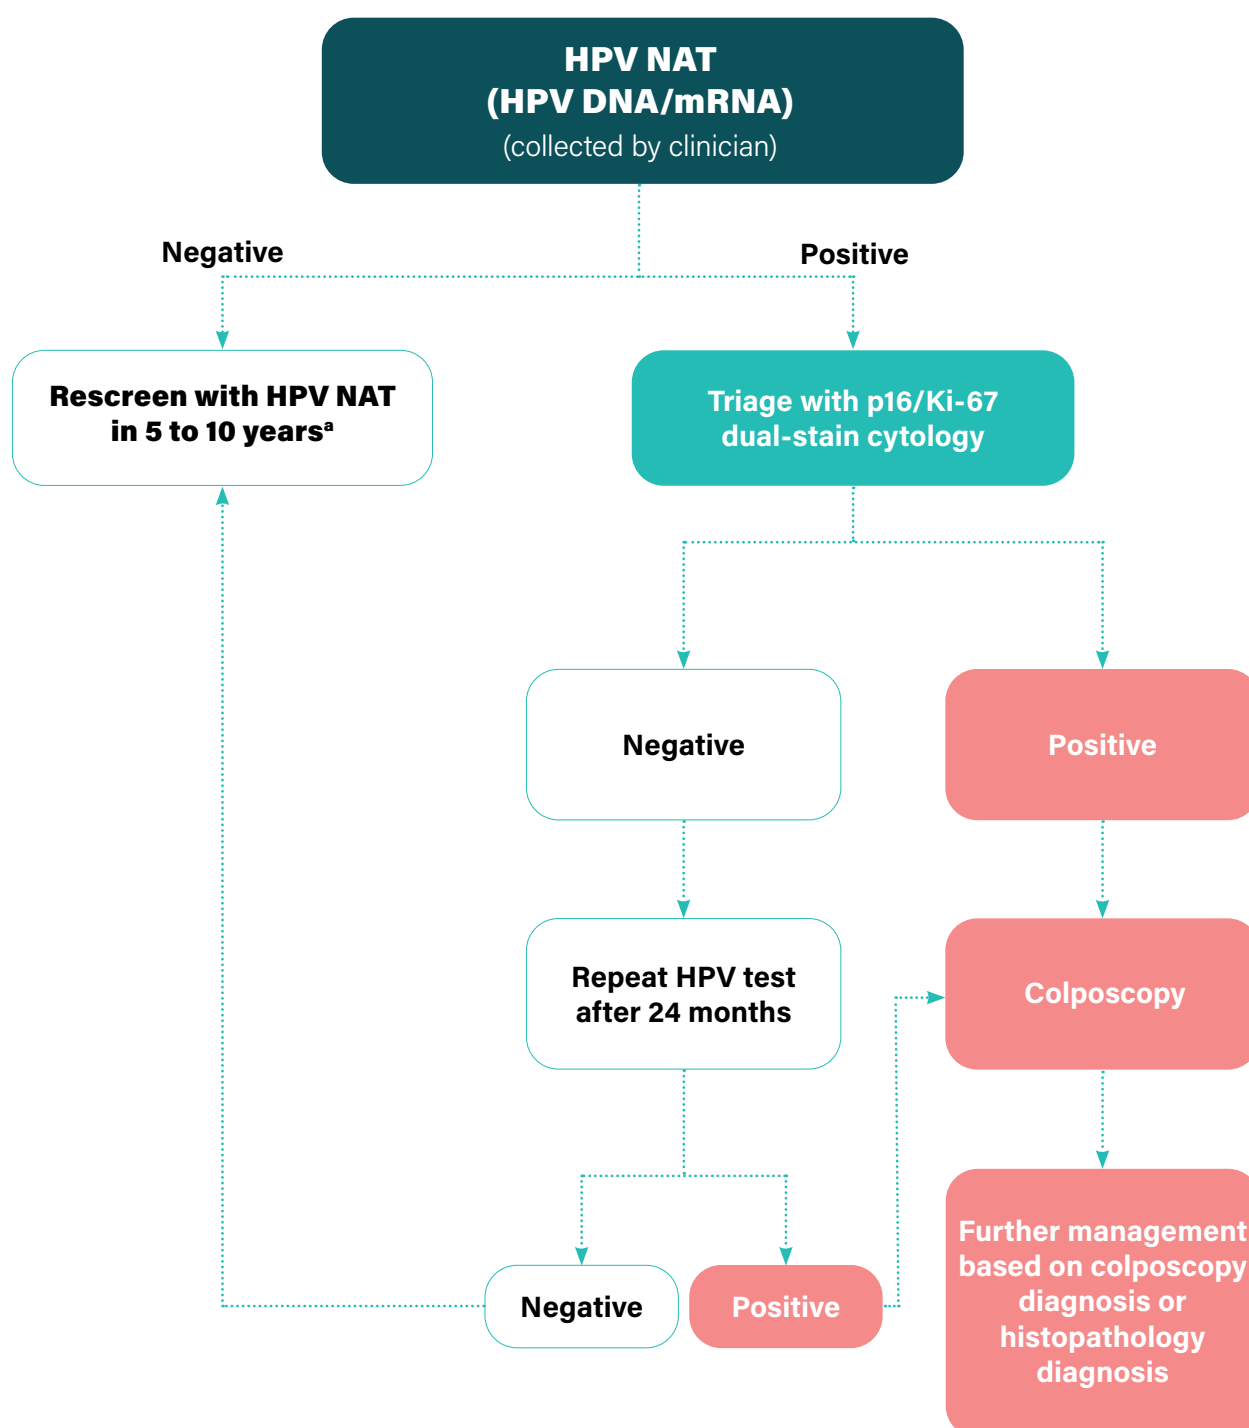 HPV NAT
(HPV DNA/mRNA)
(collected by clinician)
Negative
Positive
Rescreen with HPV NAT
in 5 to 10 yearsᵃ
Triage with p16/Ki-67
dual-stain cytology
Negative
Positive
Repeat HPV test
after 24 months
Colposcopy
Negative
Positive
Further management
based on colposcopy
diagnosis or
histopathology
diagnosis